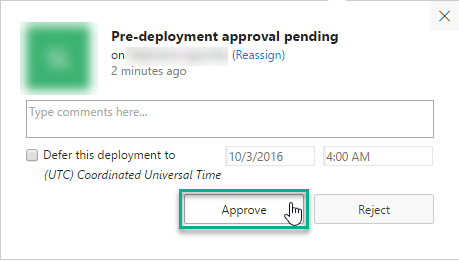 Pre-deployment approval pending
on (Reassign)
2 minutes ago
Type comments here...
Defer this deployment to 10/3/2016 4:00 AM
(UTC) Coordinated Universal Time
Approve Reject